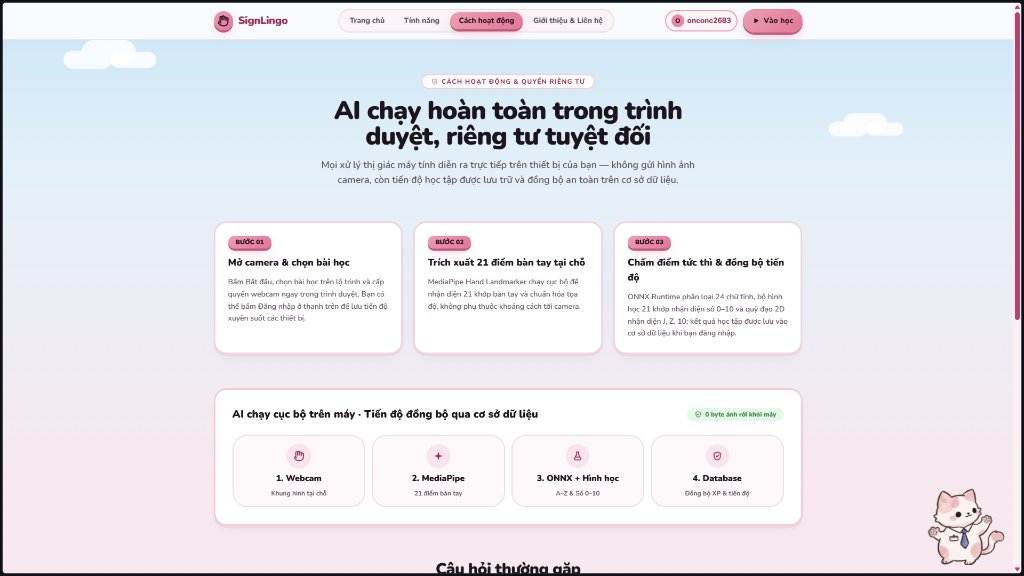 SignLingo
Trang chủ
Tính năng
Cách hoạt động
Giới thiệu & Liên hệ
O
oneone2683
Vào học
CÁCH HOẠT ĐỘNG & QUYỀN RIÊNG TƯ
AI chạy hoàn toàn trong trình
duyệt, riêng tư tuyệt đối
Mọi xử lý thị giác máy tính diễn ra trực tiếp trên thiết bị của bạn — không gửi hình ảnh
camera, còn tiến độ học tập được lưu trữ và đồng bộ an toàn trên cơ sở dữ liệu.
BƯỚC 01
Mở camera & chọn bài học
Bấm Bắt đầu, chọn bài học trên lộ trình và cấp
quyền webcam ngay trong trình duyệt. Bạn có
thể bấm Đăng nhập ở thanh trên để lưu tiến độ
xuyên suốt các thiết bị.
BƯỚC 02
Trích xuất 21 điểm bàn tay tại chỗ
MediaPipe Hand Landmarker chạy cục bộ để
nhận diện 21 khớp bàn tay và chuẩn hóa tọa
độ, không phụ thuộc khoảng cách tới camera.
BƯỚC 03
Chấm điểm tức thì & đồng bộ tiến
độ
ONNX Runtime phân loại 24 chữ tĩnh, bộ hình
học 21 khớp nhận diện số 0–10 và quỹ đạo 2D
nhận diện J, Z, 10; kết quả học tập được lưu vào
cơ sở dữ liệu khi bạn đăng nhập.
AI chạy cục bộ trên máy · Tiến độ đồng bộ qua cơ sở dữ liệu
0 byte ảnh rời khỏi máy
1. Webcam
Khung hình tại chỗ
2. MediaPipe
21 điểm bàn tay
3. ONNX + Hình học
A–Z & Số 0–10
4. Database
Đồng bộ XP & tiến độ
Câu hỏi thường gặp